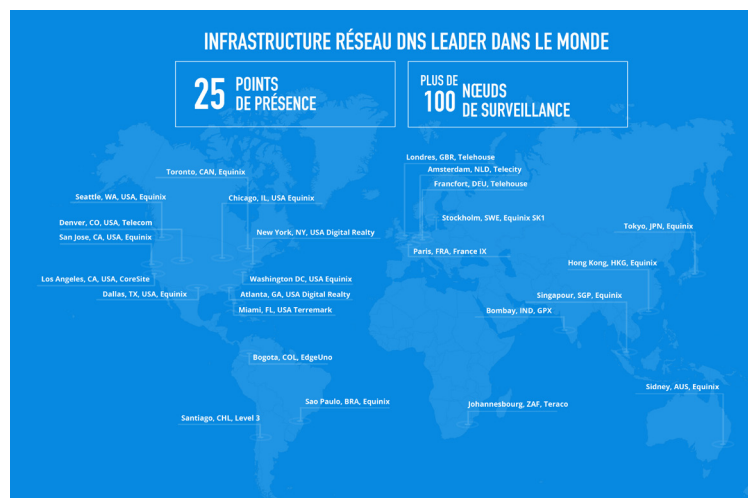 INFRASTRUCTURE RÉSEAU DNS LEADER DANS LE MONDE
25 POINTS
DE PRÉSENCE
PLUS DE
100 NŒUDS
DE SURVEILLANCE
Londres, GBR, Telehouse
Toronto, CAN, Equinix
Amsterdam, NLD, Telecity
Francfort, DEU, Telehouse
Seattle, WA, USA, Equinix
Chicago, IL, USA Equinix
Stockholm, SWE, Equinix SK1
Denver, CO, USA, Telecom
Tokyo, JPN, Equinix
New York, NY, USA Digital Realty
San Jose, CA, USA, Equinix
Paris, FRA, France IX
Hong Kong, HKG, Equinix
Los Angeles, CA, USA, CoreSite
Washington DC, USA Equinix
Dallas, TX, USA, Equinix
Atlanta, GA, USA Digital Realty
Singapour, SGP, Equinix
Miami, FL, USA Terremark
Bombay, IND, GPX
Bogota, COL, EdgeUno
Sidney, AUS, Equinix
Sao Paulo, BRA, Equinix
Johannesbourg, ZAF, Teraco
Santiago, CHL, Level 3